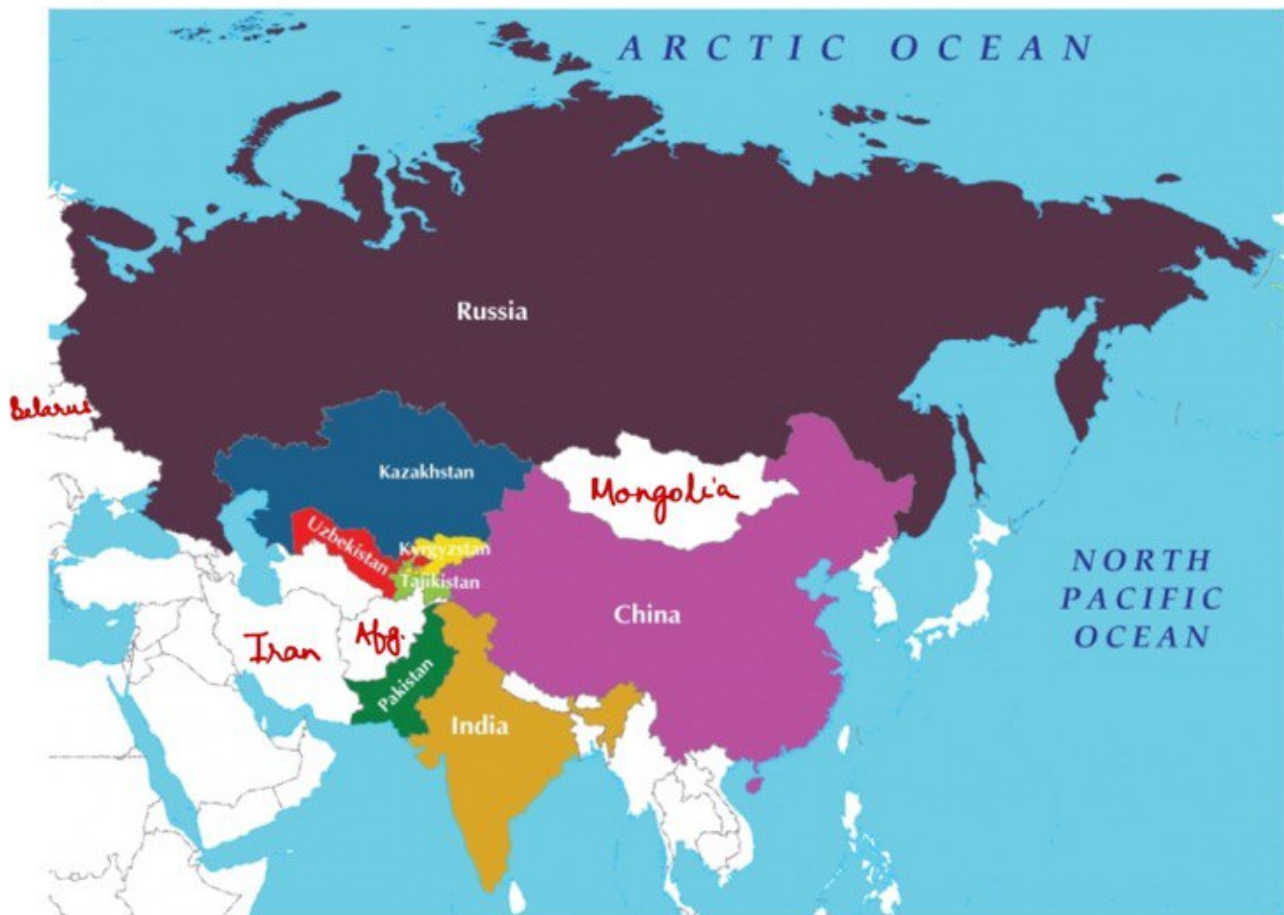 ARCTIC OCEAN
Russia
Belarus
Kazakhstan
Mongolia
Uzbekistan
Kyrgyzstan
Tajikistan
NORTH
PACIFIC
OCEAN
China
Iran
Afg.
Pakistan
India